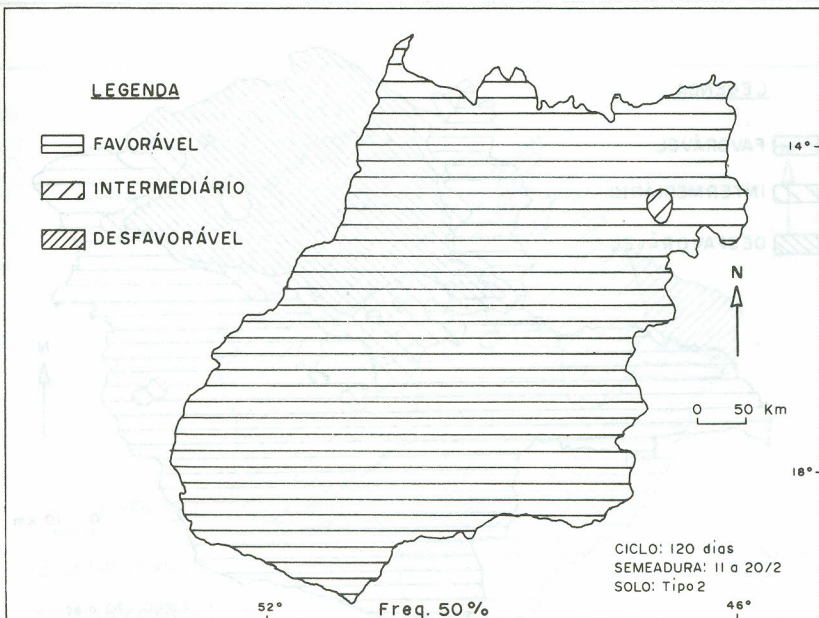 LEGENDA
FAVORÁVEL
INTERMEDIÁRIO
DESFAVORÁVEL
14°
N
0 50 Km
18°
CICLO: 120 dias
SEMEADURA: 11 a 20/2
SOLO: Tipo 2
52°
Freq. 50%
46°